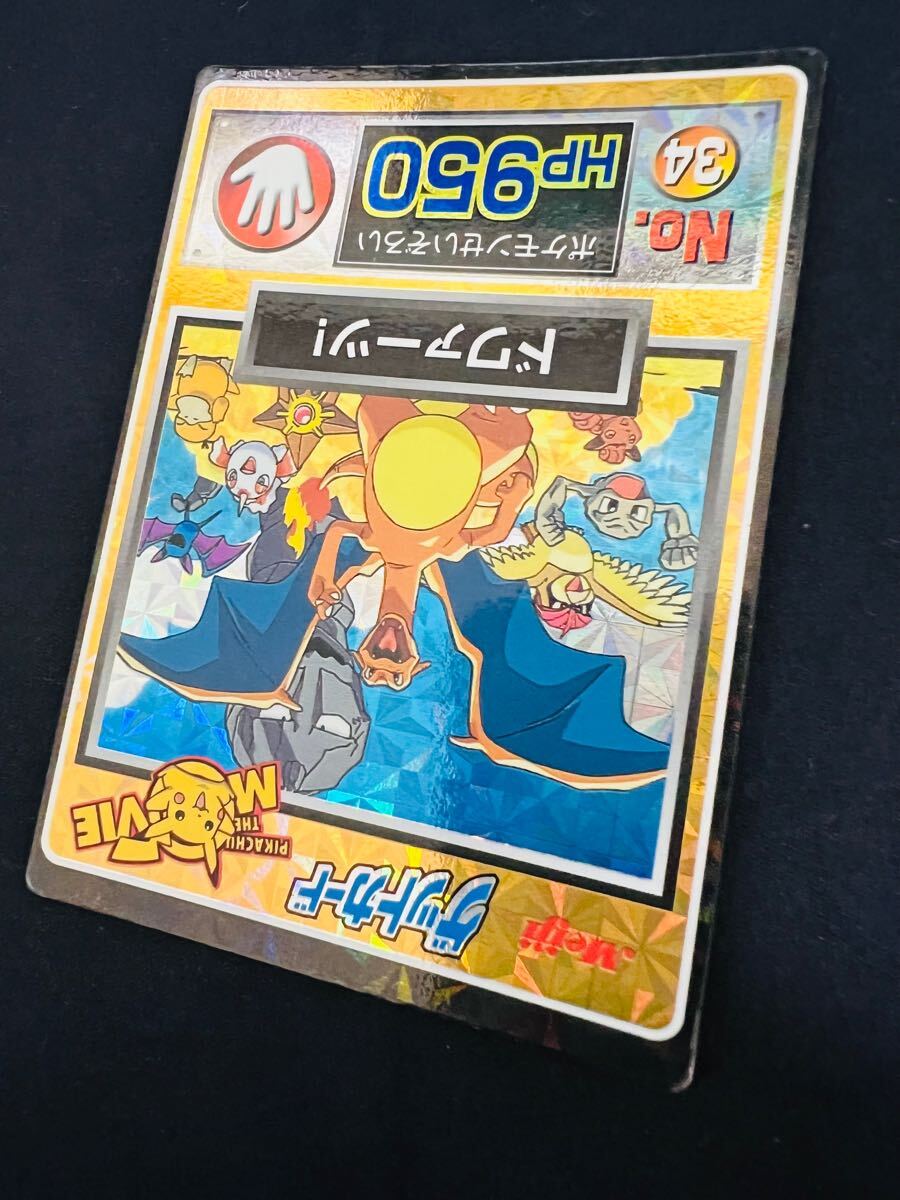 Meiji
ゲットカード
PIKACHU
THE
MOVIE
ドワァーッ!
ポケモンせいぞろい
HP950
No.
34